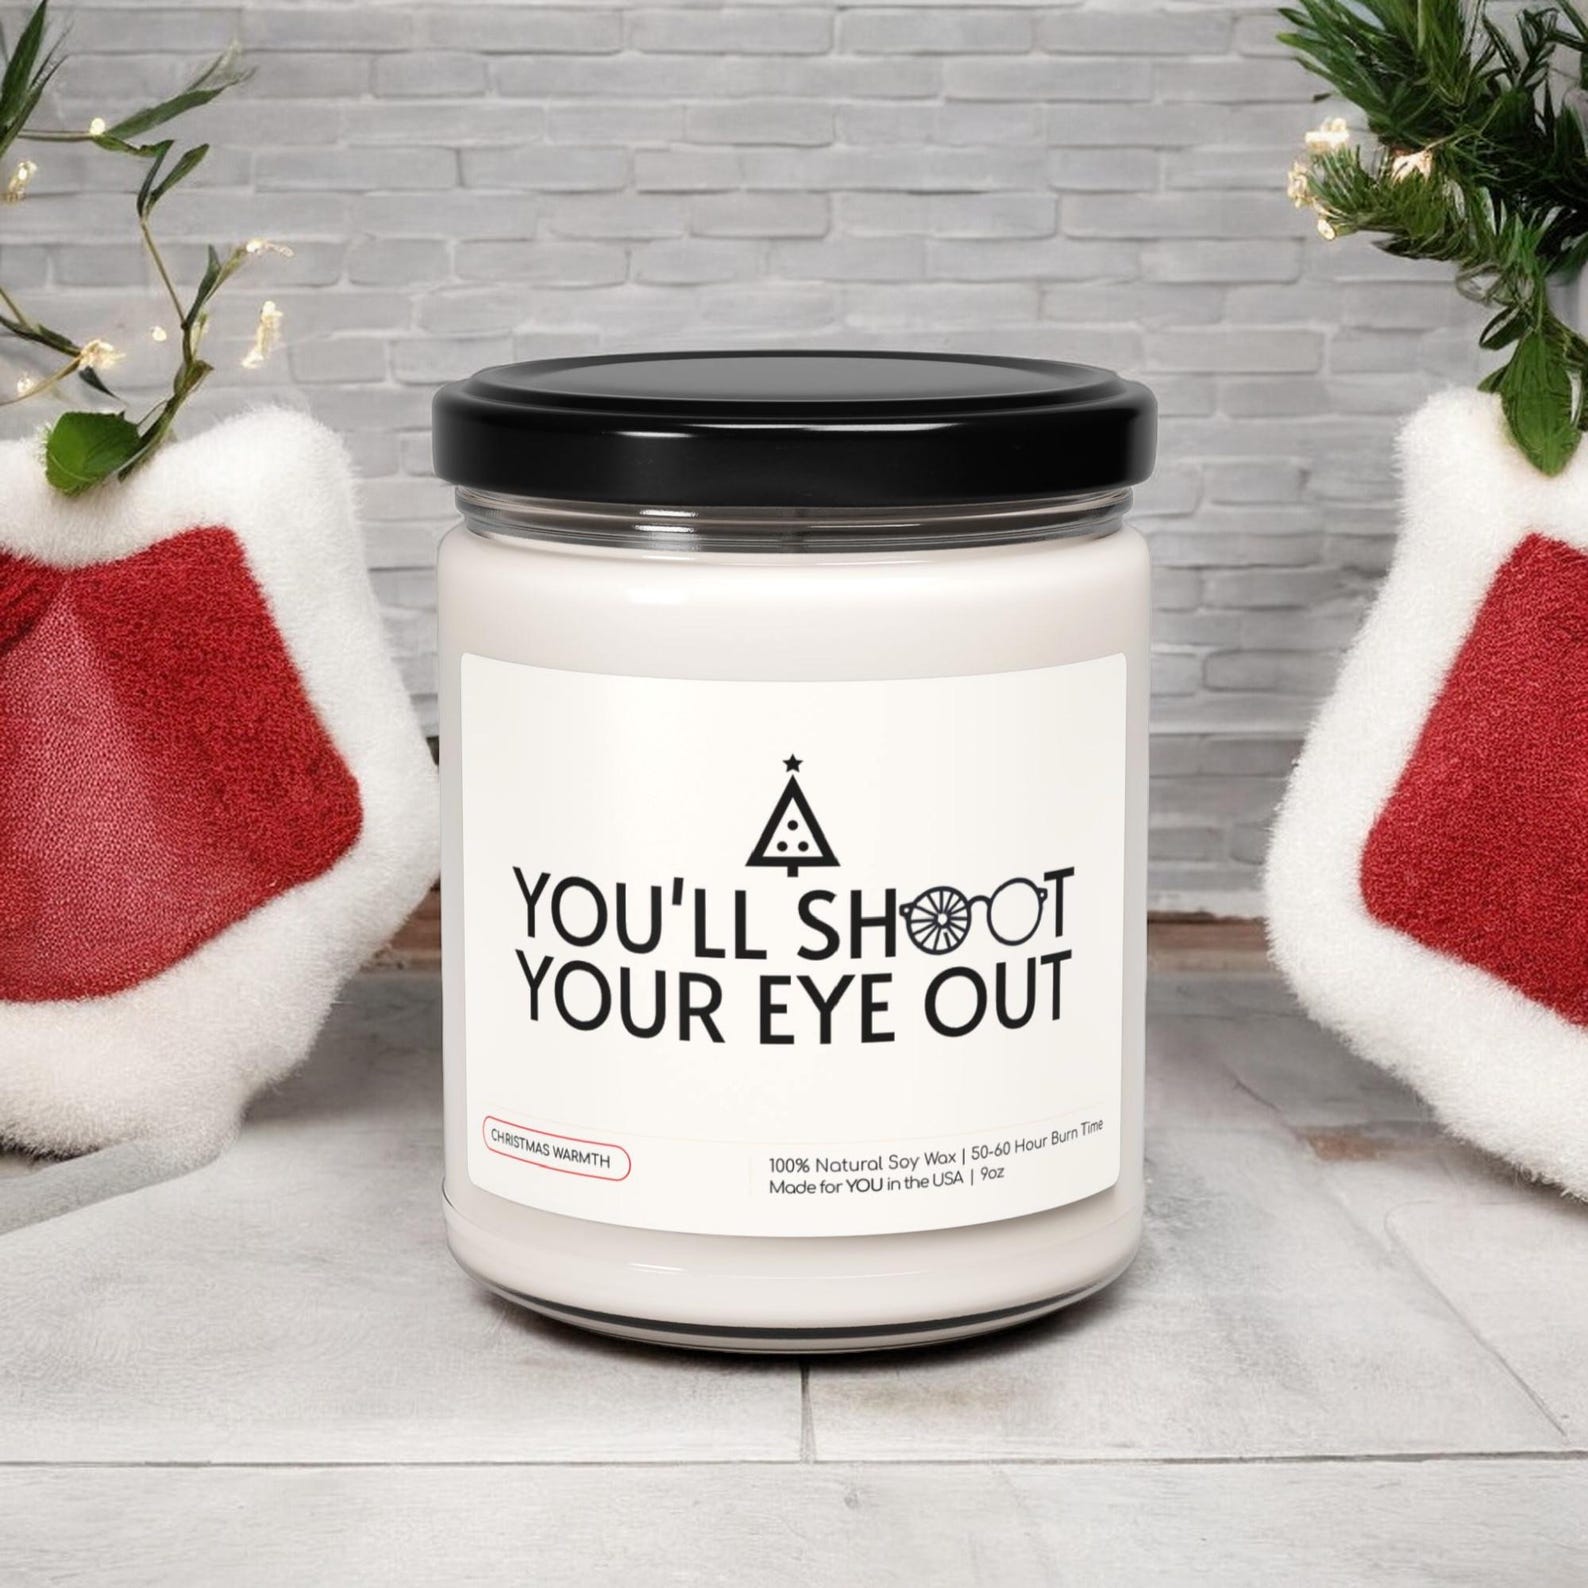 YOU'LL SHOOT
YOUR EYE OUT
CHRISTMAS WARMTH
100% Natural Soy Wax | 50-60 Hour Burn Time
Made for YOU in the USA | 9oz